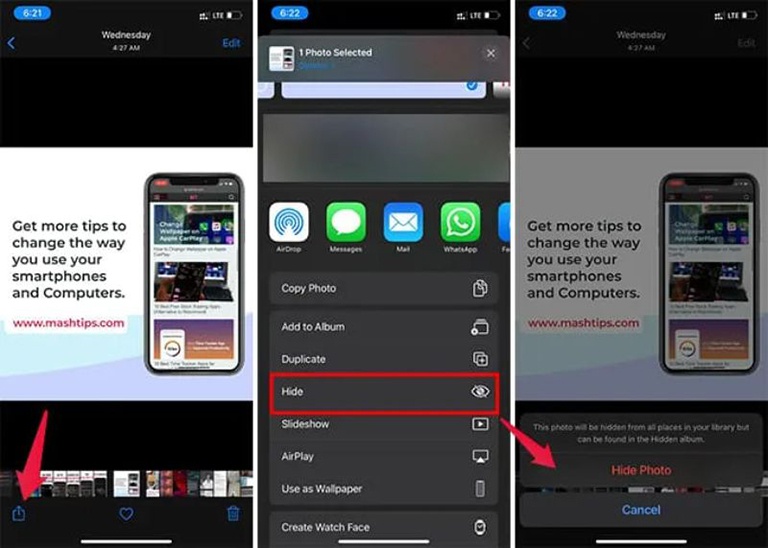 6:21
LTE
Wednesday
4:27 AM
Edit
Get more tips to
change the way
you use your
smartphones
and Computers.
www.mashtips.com
Change
Wallpaper on
Apple CarPlay
6:22
LTE
1 Photo Selected
Options >
AirDrop
Messages
Mail
WhatsApp
Copy Photo
Add to Album
Duplicate
Hide
Slideshow
AirPlay
Use as Wallpaper
Create Watch Face
6:22
LTE
Wednesday
4:27 AM
Edit
Get more tips to
change the way
you use your
smartphones
and Computers.
www.mashtips.com
Change
Wallpaper on
Apple CarPlay
This photo will be hidden from all places in your library but
can be found in the Hidden album.
Hide Photo
Cancel